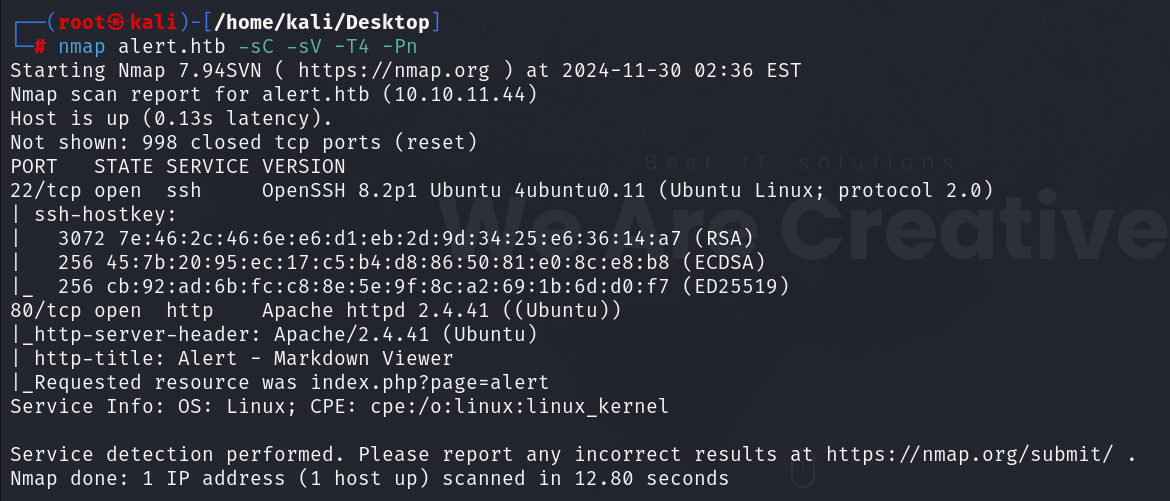 ┌──(root㉿kali)-[/home/kali/Desktop]
└─# nmap alert.htb -sC -sV -T4 -Pn
Starting Nmap 7.94SVN ( https://nmap.org ) at 2024-11-30 02:36 EST
Nmap scan report for alert.htb (10.10.11.44)
Host is up (0.13s latency).
Not shown: 998 closed tcp ports (reset)
PORT   STATE SERVICE VERSION
Best IT solutions
22/tcp open  ssh     OpenSSH 8.2p1 Ubuntu 4ubuntu0.11 (Ubuntu Linux; protocol 2.0)
| ssh-hostkey:
We Are Creative
|   3072 7e:46:2c:46:6e:e6:d1:eb:2d:9d:34:25:e6:36:14:a7 (RSA)
|   256 45:7b:20:95:ec:17:c5:b4:d8:86:50:81:e0:8c:e8:b8 (ECDSA)
|_  256 cb:92:ad:6b:fc:c8:8e:5e:9f:8c:a2:69:1b:6d:d0:f7 (ED25519)
80/tcp open  http    Apache httpd 2.4.41 ((Ubuntu))
|_http-server-header: Apache/2.4.41 (Ubuntu)
| http-title: Alert - Markdown Viewer
|_Requested resource was index.php?page=alert
Service Info: OS: Linux; CPE: cpe:/o:linux:linux_kernel
Service detection performed. Please report any incorrect results at https://nmap.org/submit/ .
Nmap done: 1 IP address (1 host up) scanned in 12.80 seconds